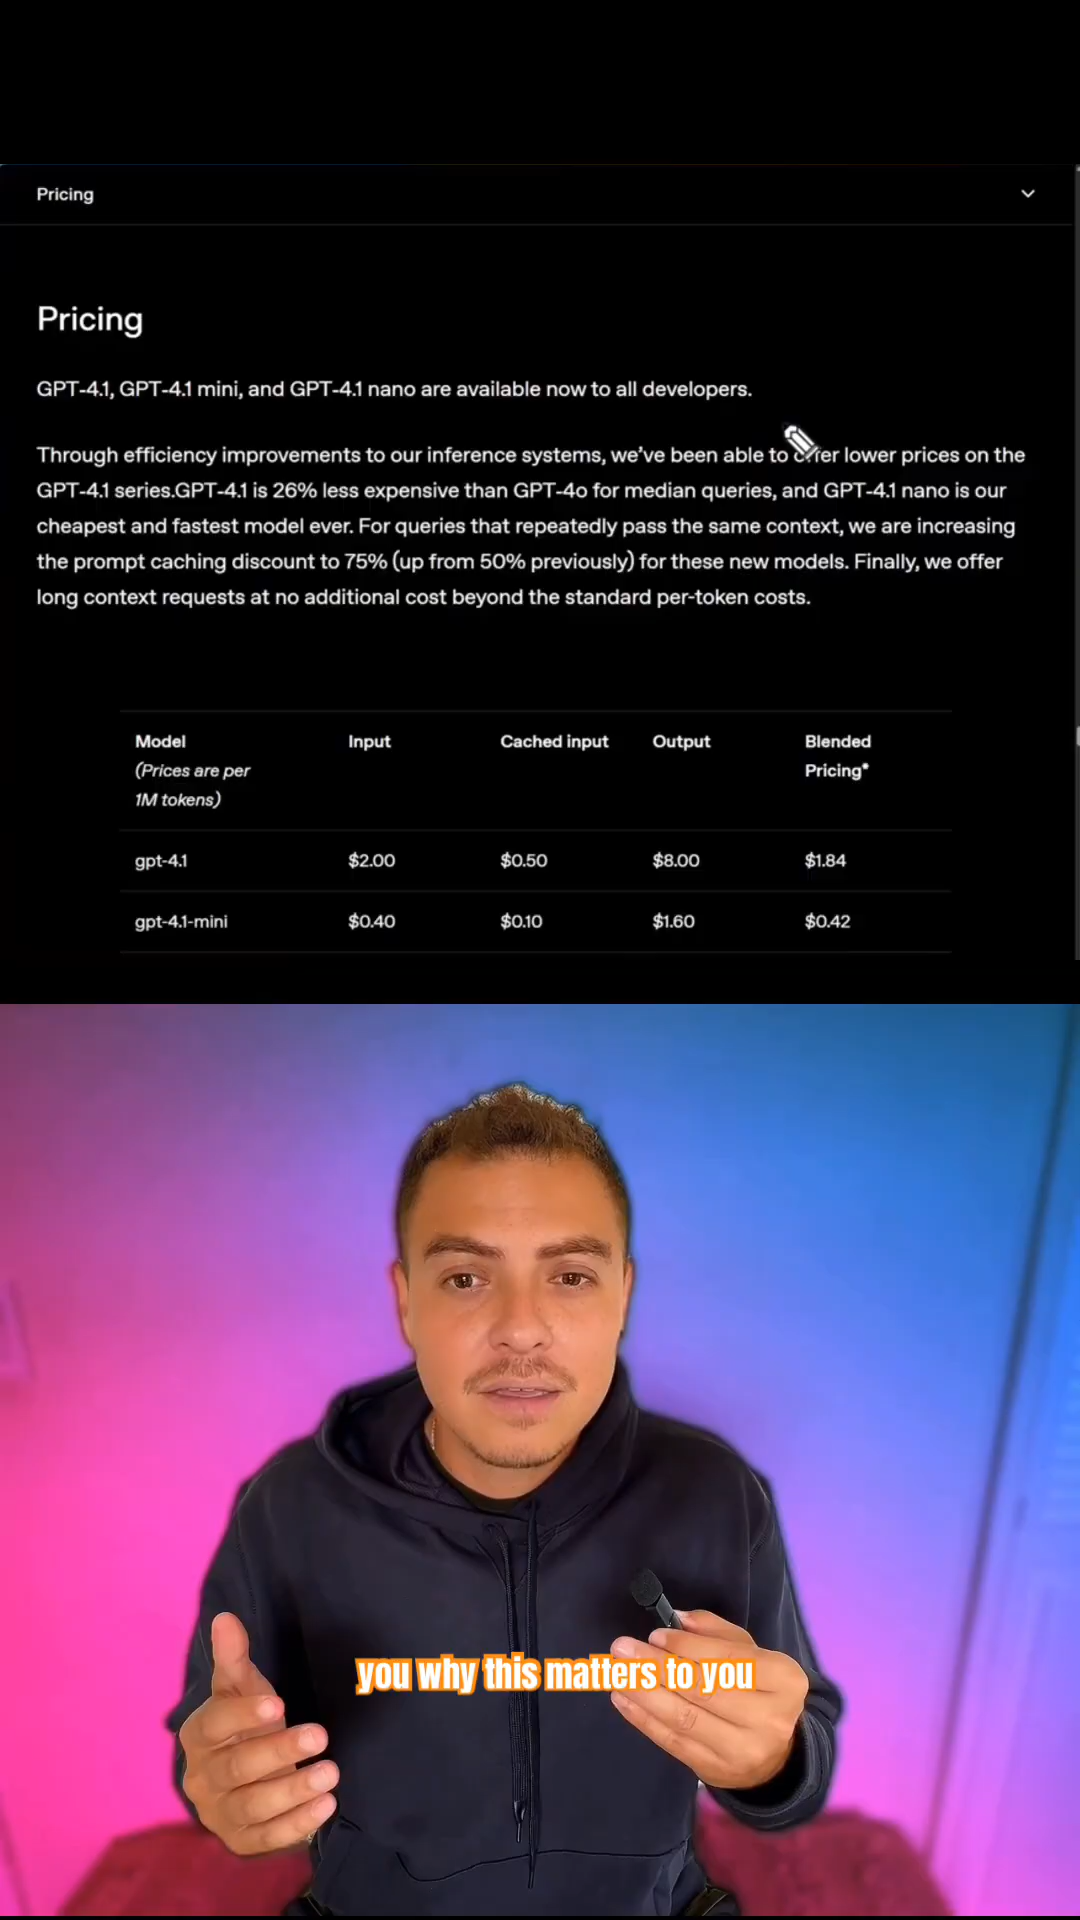 Pricing
Pricing
GPT-4.1, GPT-4.1 mini, and GPT-4.1 nano are available now to all developers.
Through efficiency improvements to our inference systems, we've been able to offer lower prices on the
GPT-4.1 series.GPT-4.1 is 26% less expensive than GPT-4o for median queries, and GPT-4.1 nano is our
cheapest and fastest model ever. For queries that repeatedly pass the same context, we are increasing
the prompt caching discount to 75% (up from 50% previously) for these new models. Finally, we offer
long context requests at no additional cost beyond the standard per-token costs.
Model Input Cached input Output Blended
(Prices are per Pricing*
1M tokens)
gpt-4.1 $2.00 $0.50 $8.00 $1.84
gpt-4.1-mini $0.40 $0.10 $1.60 $0.42
you why this matters to you